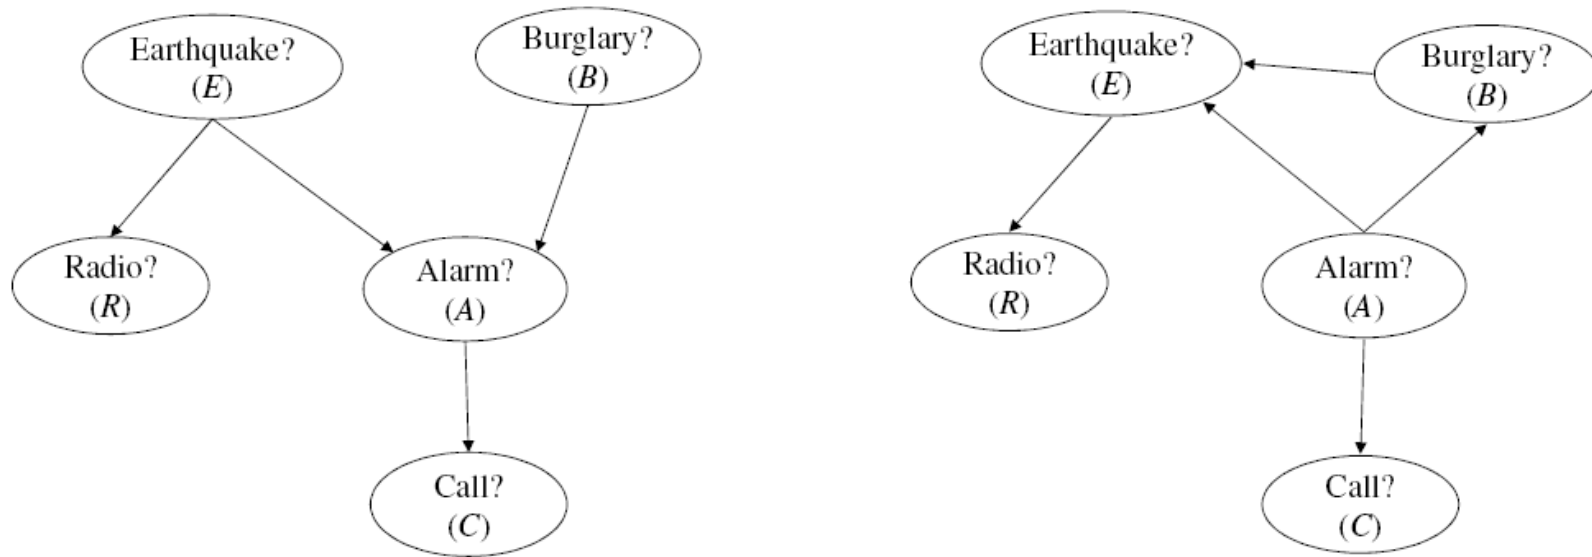 Earthquake?
(E)
Burglary?
(B)
Radio?
(R)
Alarm?
(A)
Call?
(C)
Earthquake?
(E)
Burglary?
(B)
Radio?
(R)
Alarm?
(A)
Call?
(C)